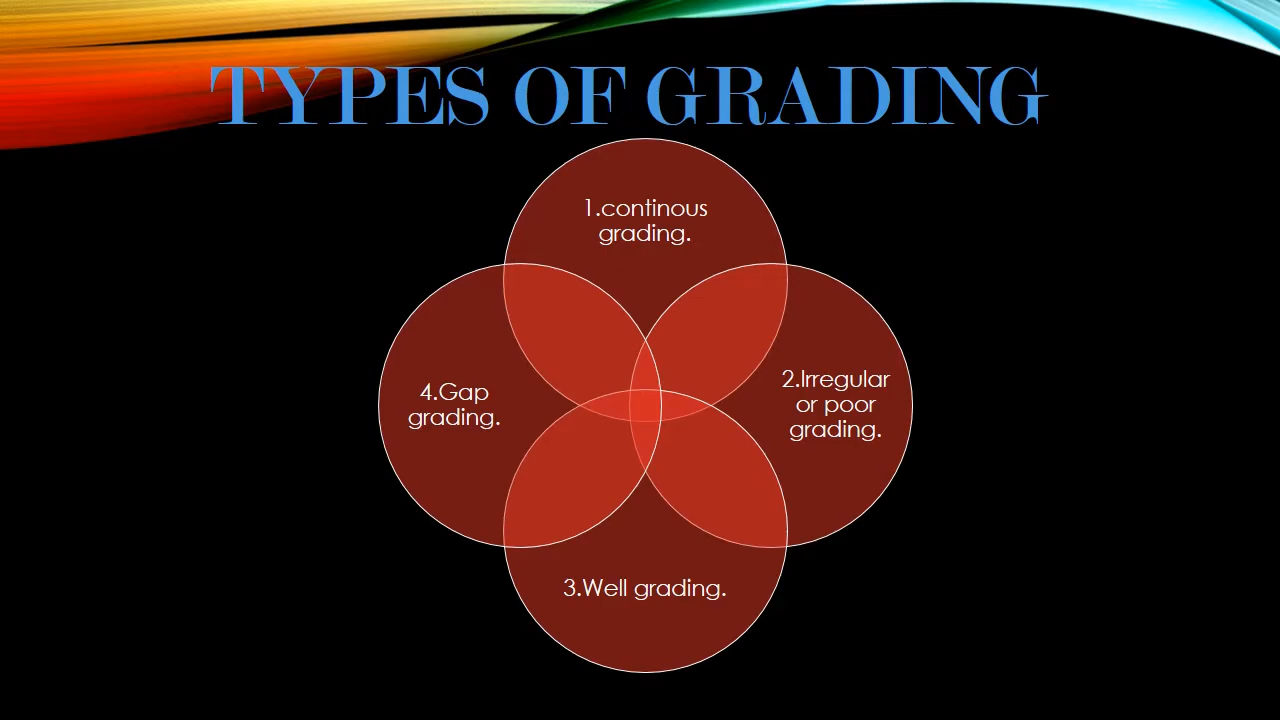 TYPES OF GRADING
1.continous
grading.
2.Irregular
or poor
grading.
3.Well grading.
4.Gap
grading.